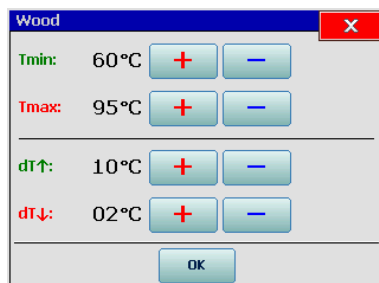 Wood X
Tmin: 60°C + −
Tmax: 95°C + −
dT↑: 10°C + −
dT↓: 02°C + −
OK